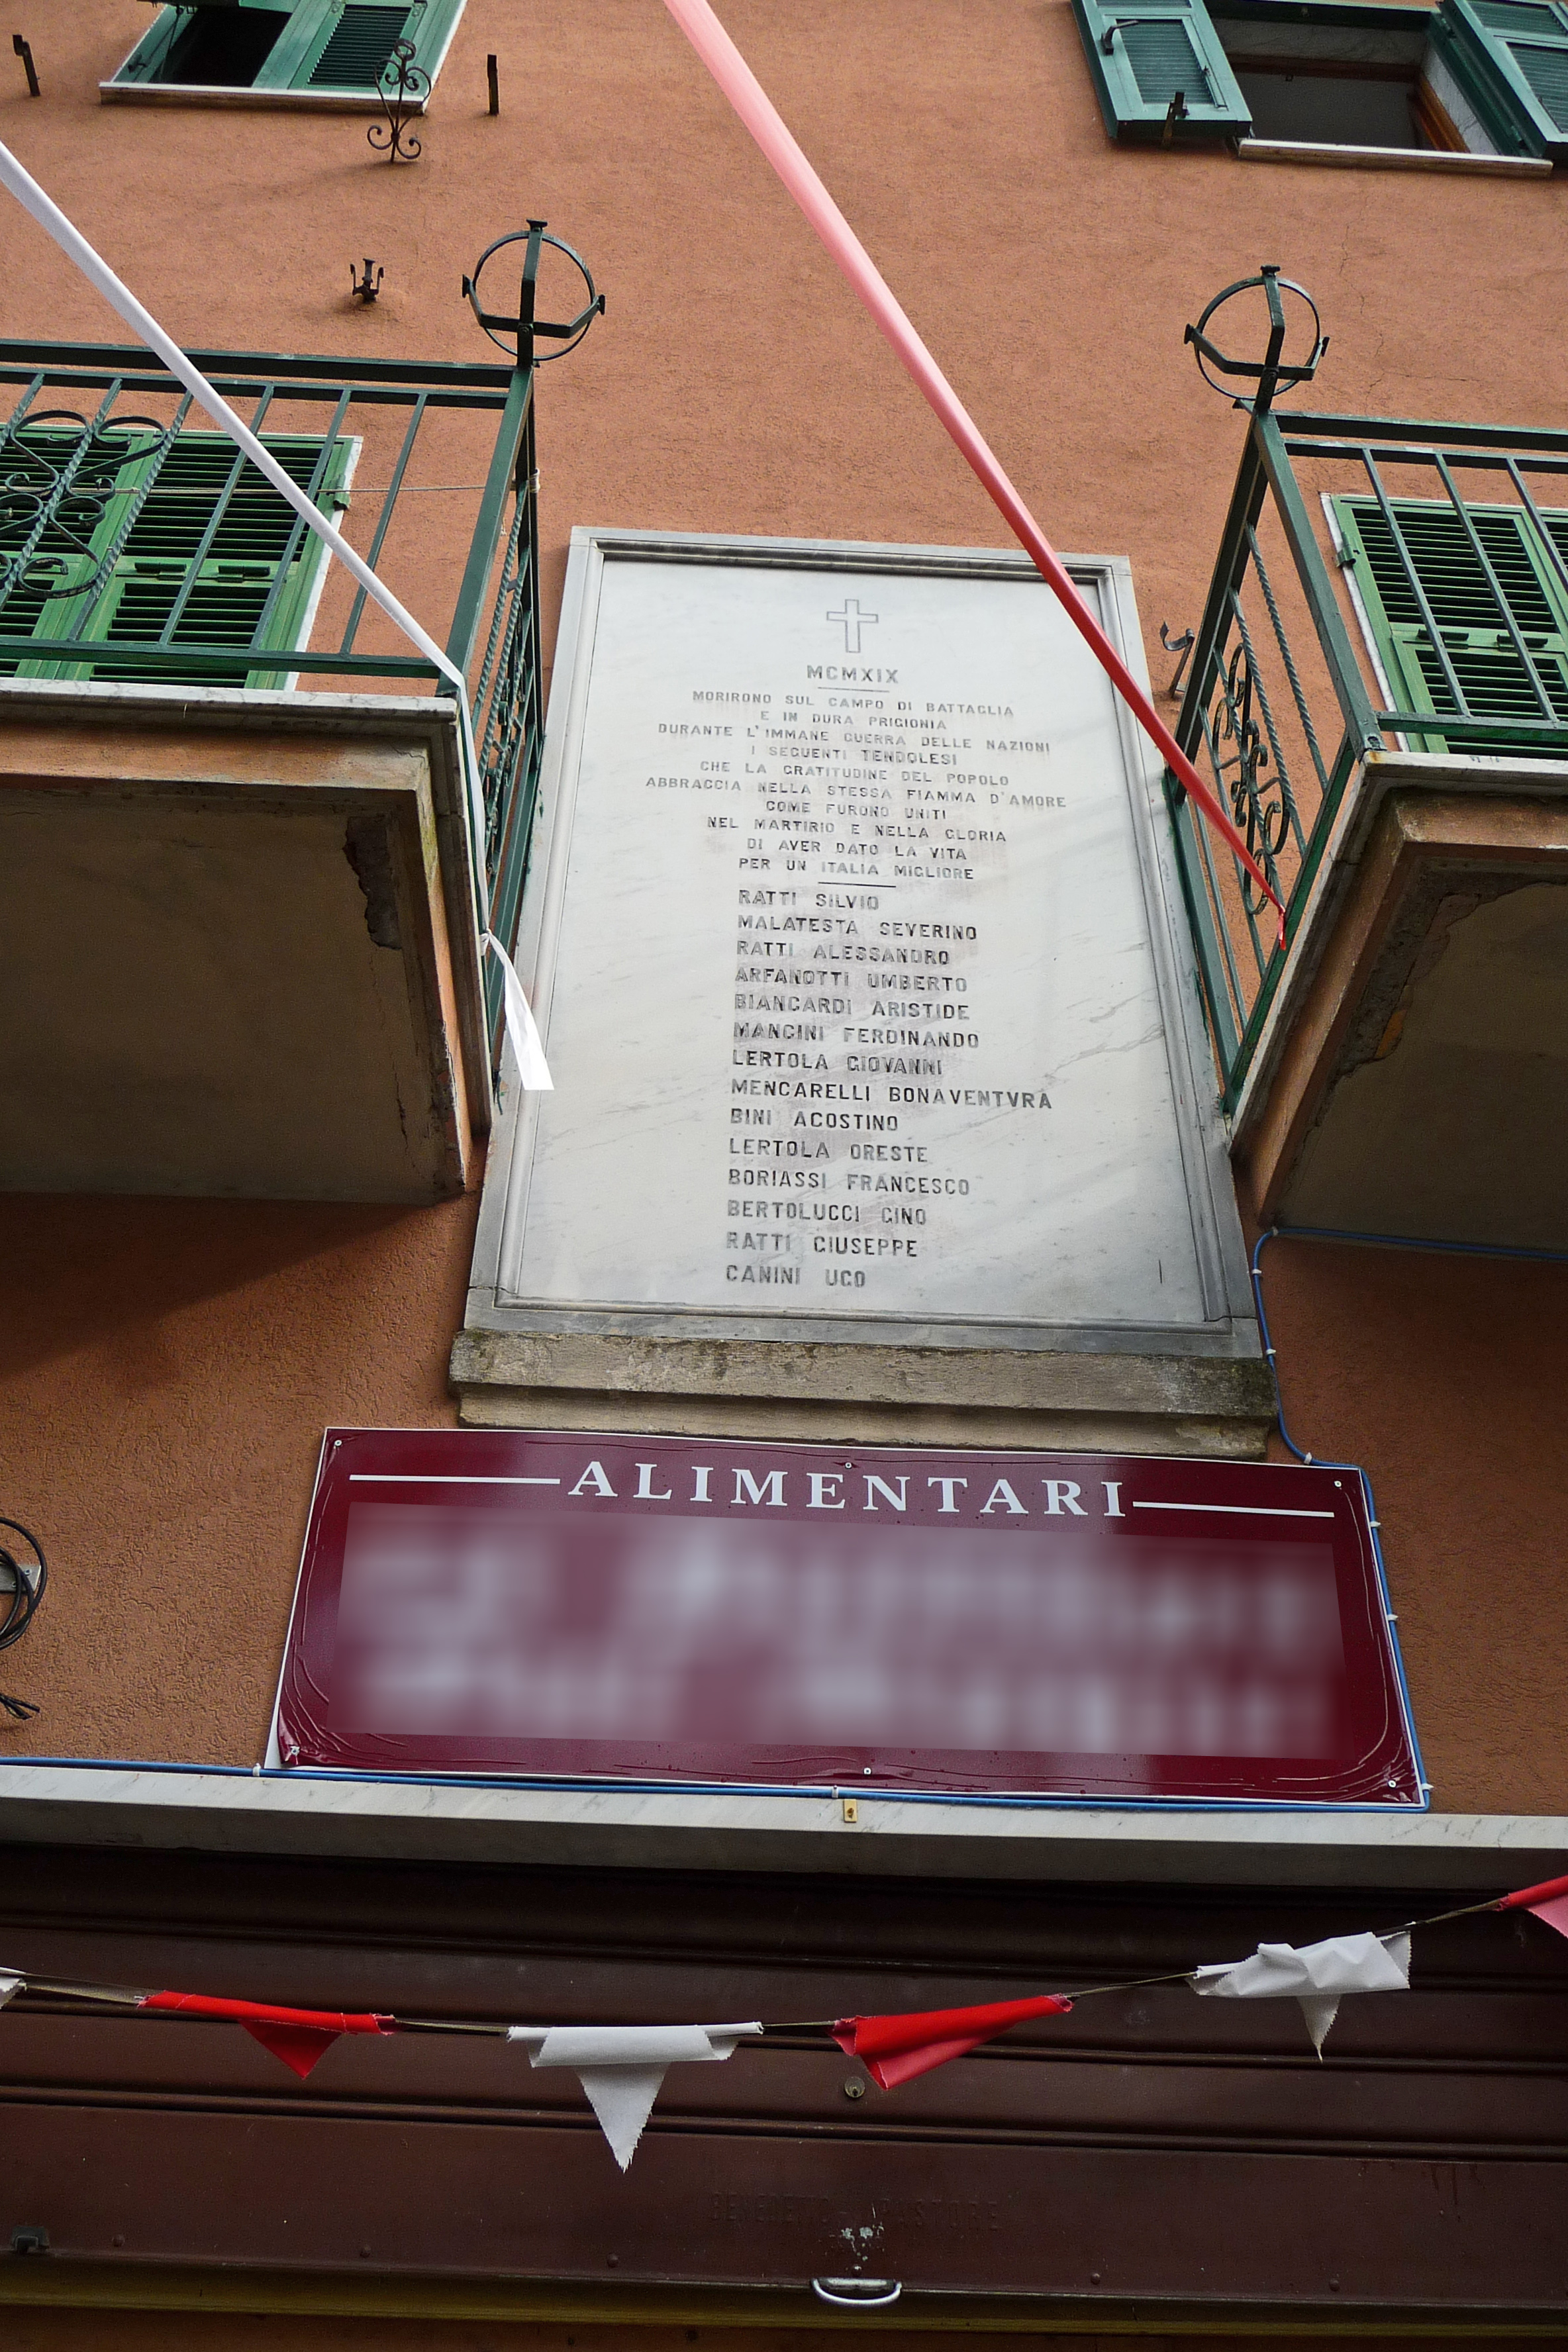 MCMXIX
MORIRONO SUL CAMPO DI BATTAGLIA
E IN DURA PRIGIONIA
DURANTE L'IMMANE GUERRA DELLE NAZIONI
I SEGUENTI TENDOLESI
CHE LA GRATITUDINE DEL POPOLO
ABBRACCIA NELLA STESSA FIAMMA D'AMORE
COME FURONO UNITI
NEL MARTIRIO E NELLA GLORIA
DI AVER DATO LA VITA
PER UN ITALIA MIGLIORE
RATTI SILVIO
MALATESTA SEVERINO
RATTI ALESSANDRO
ARFANOTTI UMBERTO
BIANCARDI ARISTIDE
MANCINI FERDINANDO
LERTOLA GIOVANNI
MENCARELLI BONAVENTVRA
BINI AGOSTINO
LERTOLA ORESTE
BORIASSI FRANCESCO
BERTOLUCCI GINO
RATTI GIUSEPPE
CANINI UGO
ALIMENTARI